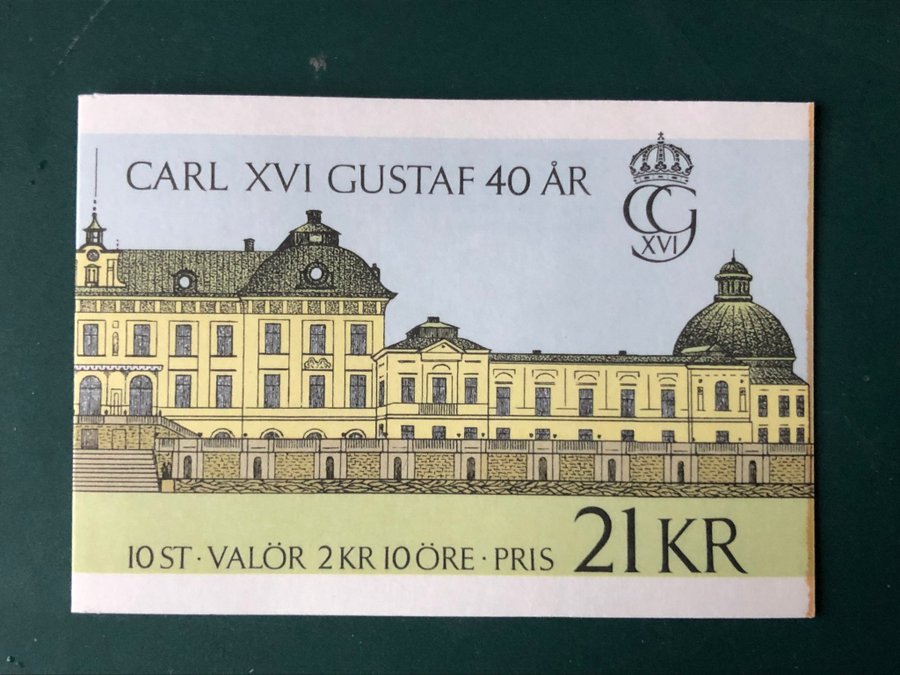 CARL XVI GUSTAF 40 ÅR
CG
XVI
10 ST · VALÖR 2 KR 10 ÖRE · PRIS 21 KR